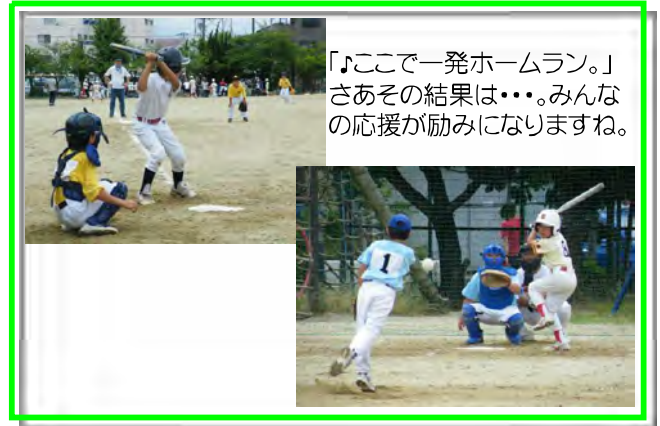 「♪ここで一発ホームラン。」
さあその結果は・・・。みんな
の応援が励みになりますね。
1